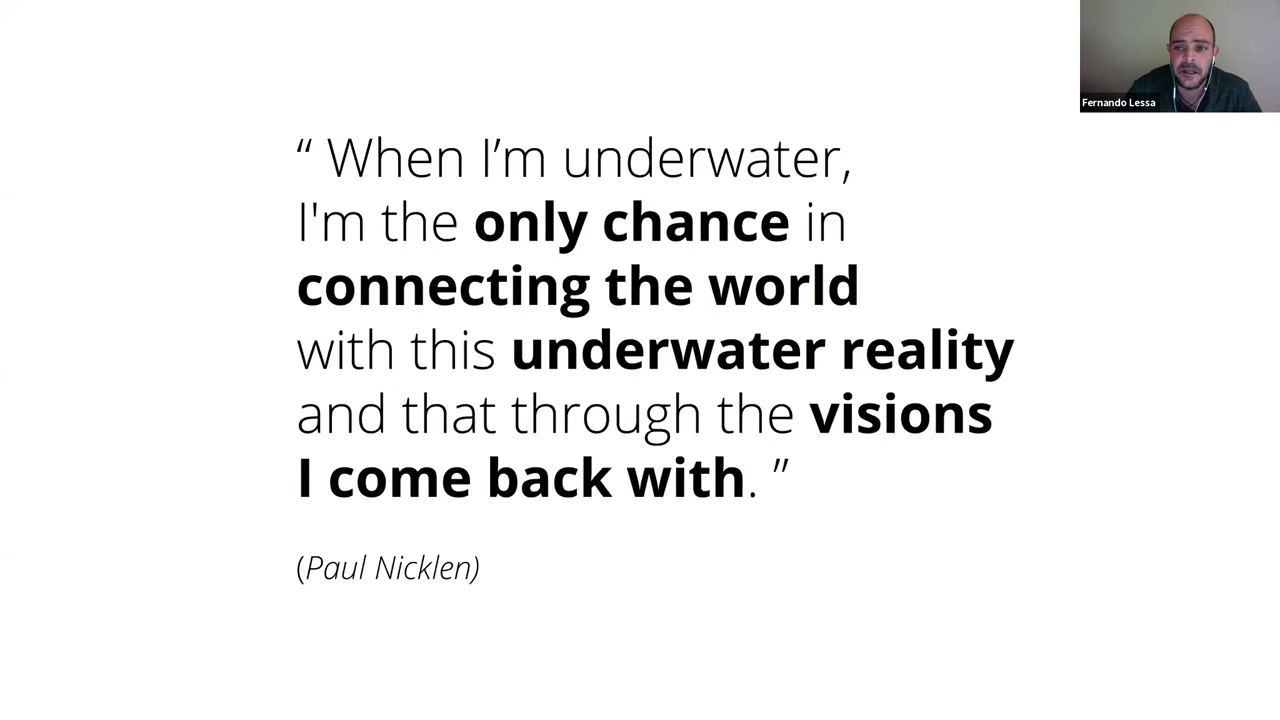 “ When I’m underwater,
I'm the only chance in
connecting the world
with this underwater reality
and that through the visions
I come back with. ”
(Paul Nicklen)
Fernando Lessa